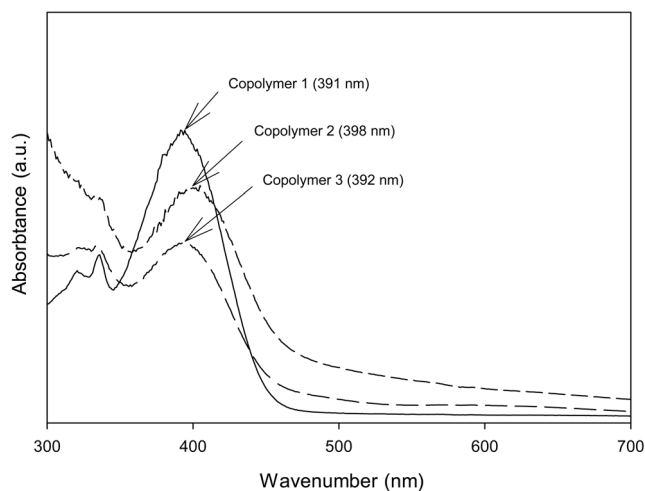 Copolymer 1 (391 nm)
Copolymer 2 (398 nm)
Copolymer 3 (392 nm)
Absorbtance (a.u.)
300
400
500
600
700
Wavenumber (nm)